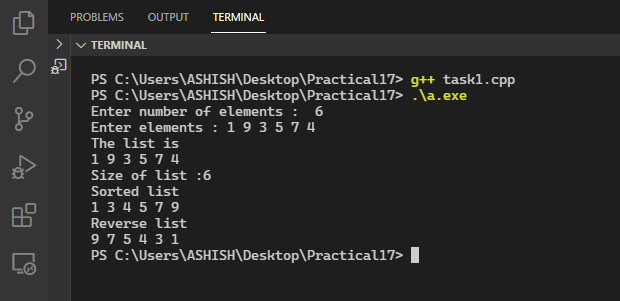 PROBLEMS OUTPUT TERMINAL
TERMINAL
PS C:\Users\ASHISH\Desktop\Practical17> g++ task1.cpp
PS C:\Users\ASHISH\Desktop\Practical17> .\a.exe
Enter number of elements :  6
Enter elements : 1 9 3 5 7 4
The list is
1 9 3 5 7 4
Size of list :6
Sorted list
1 3 4 5 7 9
Reverse list
9 7 5 4 3 1
PS C:\Users\ASHISH\Desktop\Practical17>